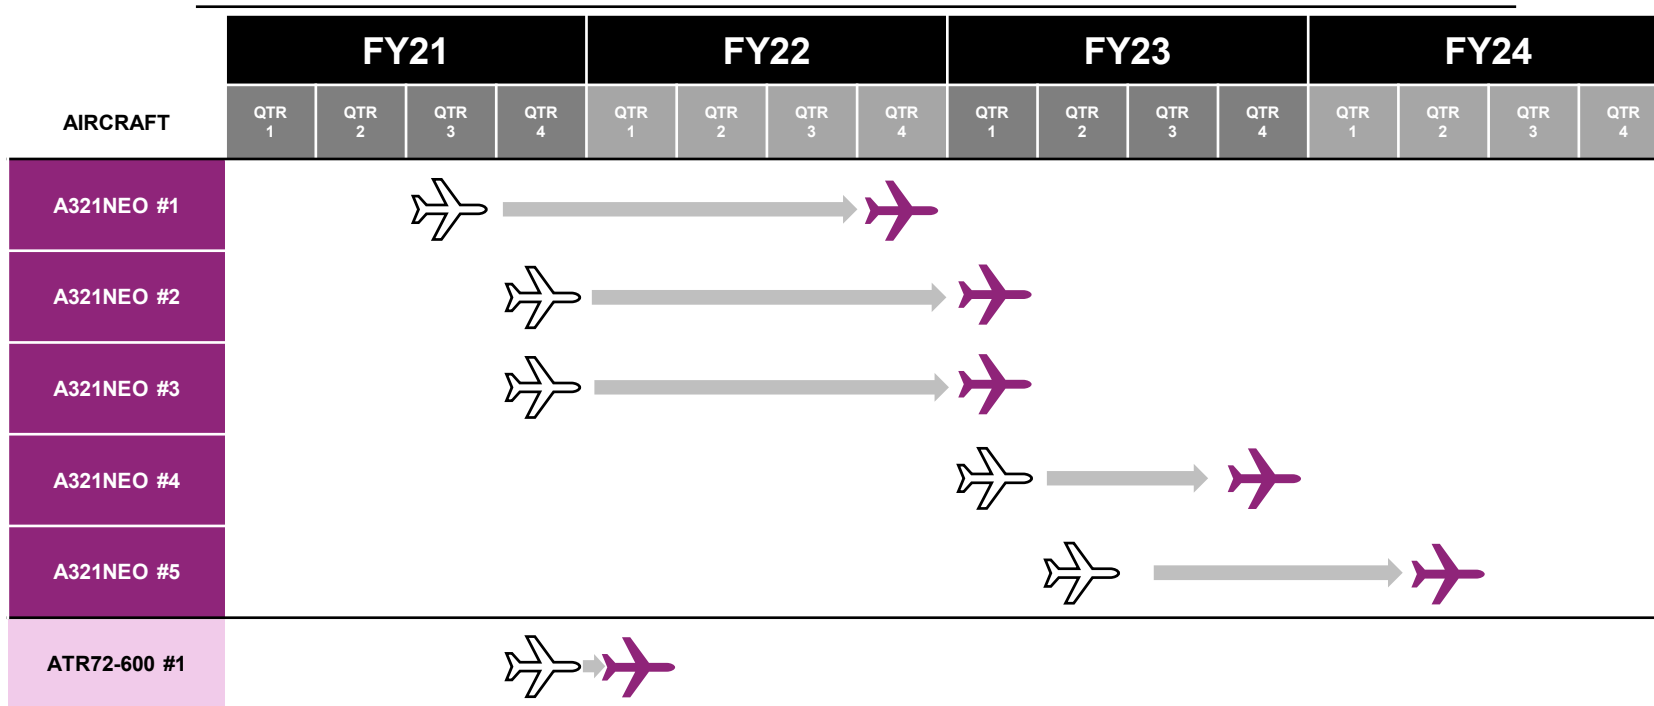 FY21 FY22 FY23 FY24
AIRCRAFT
QTR 1
QTR 2
QTR 3
QTR 4
QTR 1
QTR 2
QTR 3
QTR 4
QTR 1
QTR 2
QTR 3
QTR 4
QTR 1
QTR 2
QTR 3
QTR 4
A321NEO #1
A321NEO #2
A321NEO #3
A321NEO #4
A321NEO #5
ATR72-600 #1